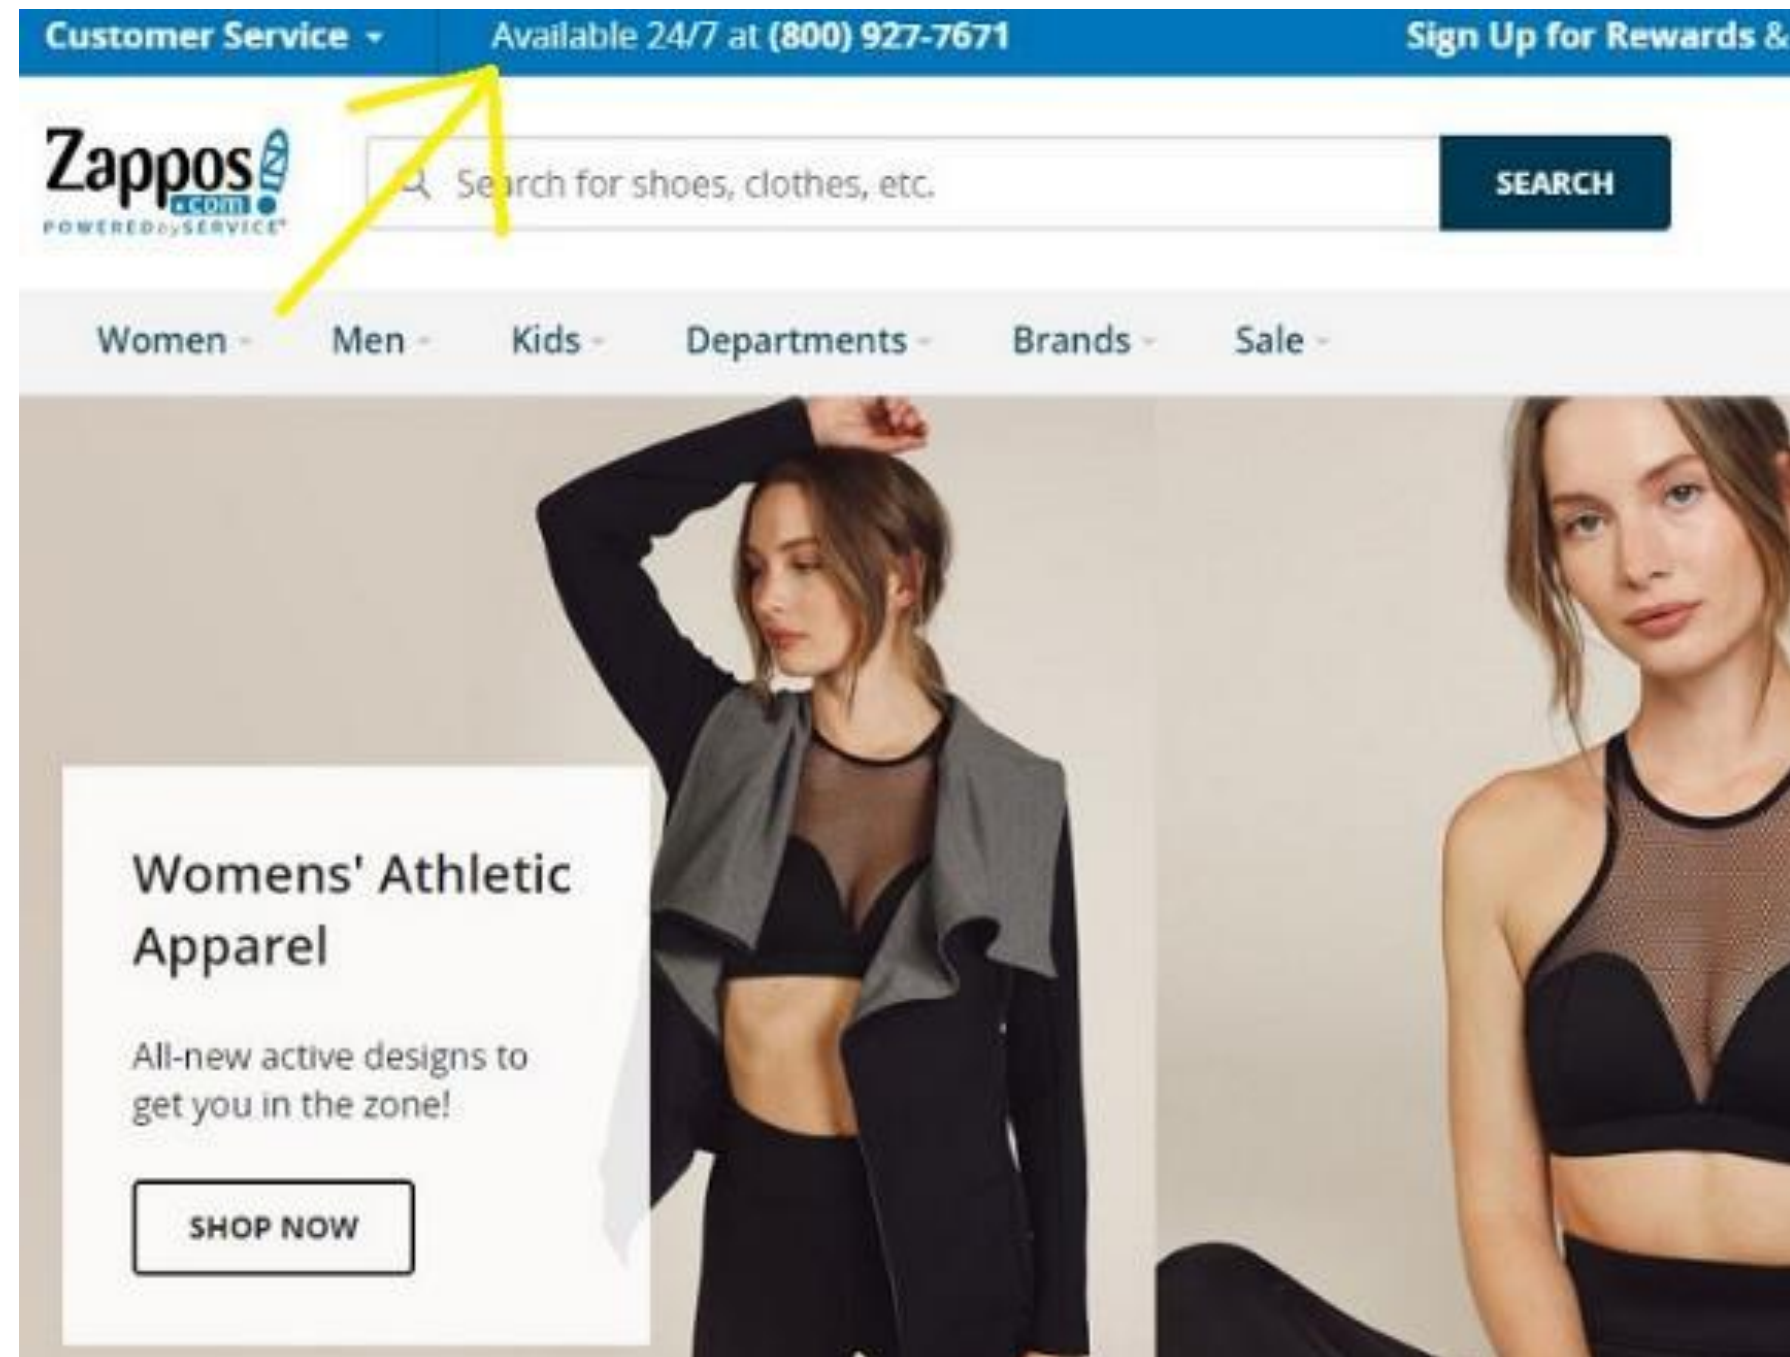 Customer Service
Available 24/7 at (800) 927-7671
Sign Up for Rewards &
Zappos
.com
POWERED by SERVICE
Search for shoes, clothes, etc.
SEARCH
Women
Men
Kids
Departments
Brands
Sale
Womens' Athletic
Apparel
All-new active designs to
get you in the zone!
SHOP NOW